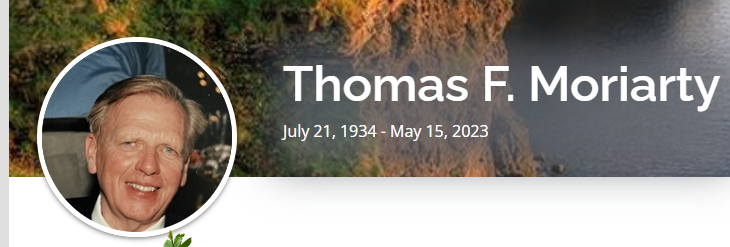 Thomas F. Moriarty
July 21, 1934 - May 15, 2023